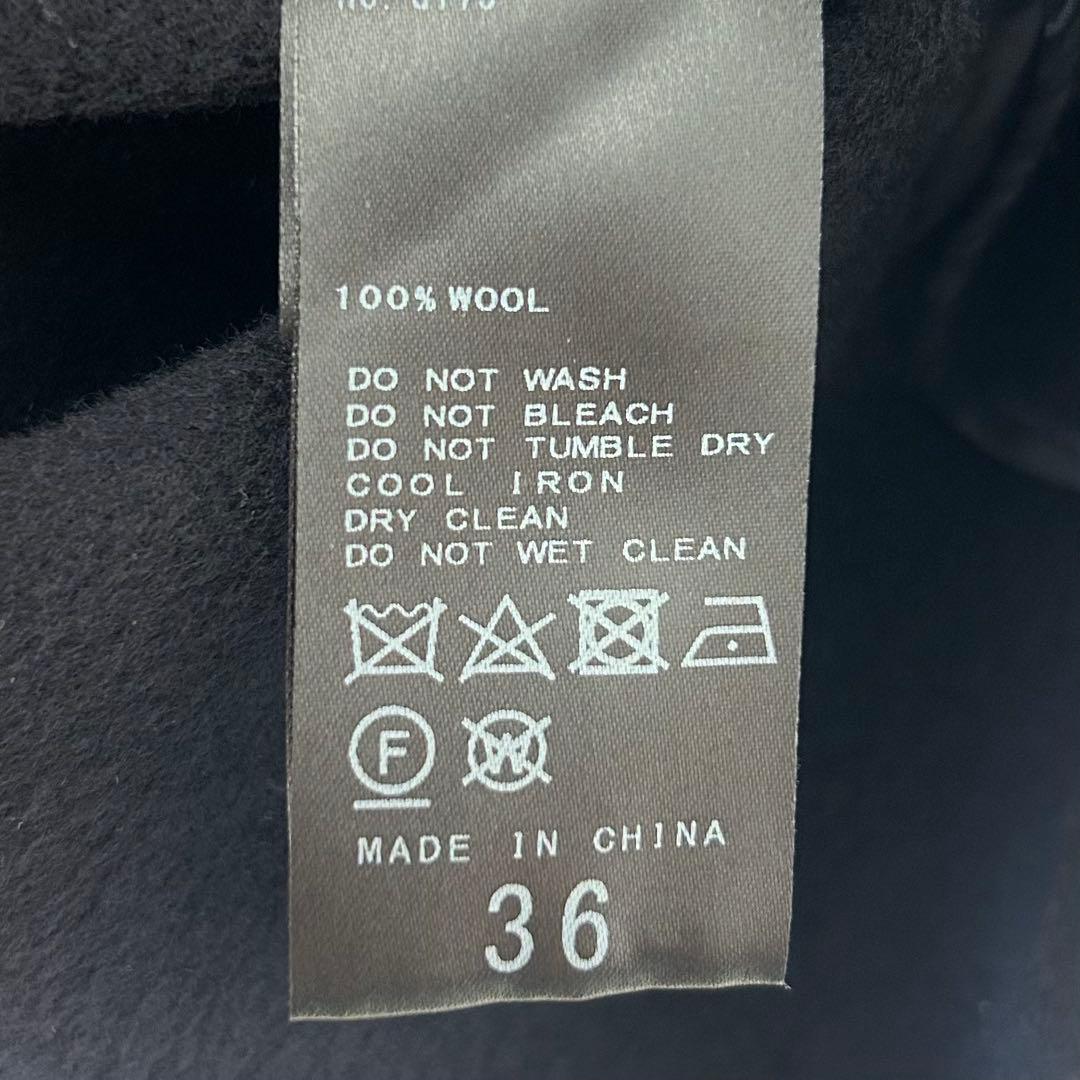 100% WOOL
DO NOT WASH
DO NOT BLEACH
DO NOT TUMBLE DRY
COOL IRON
DRY CLEAN
DO NOT WET CLEAN
F W
MADE IN CHINA
36